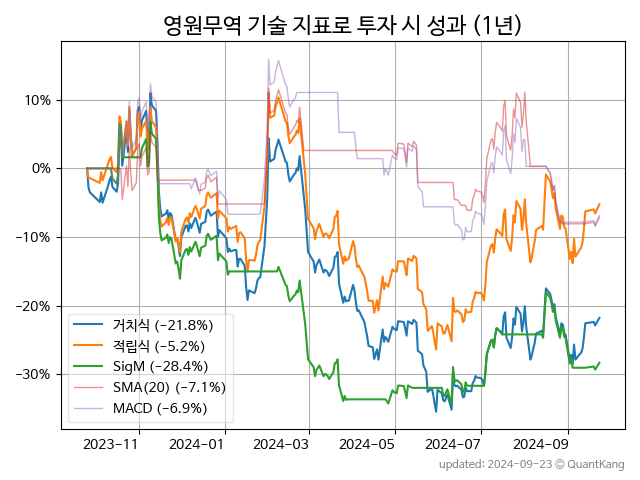 영원무역 기술 지표로 투자 시 성과 (1년)
10%
0%
−10%
−20%
−30%
거치식 (−21.8%)
적립식 (−5.2%)
SigM (−28.4%)
SMA(20) (−7.1%)
MACD (−6.9%)
2023−11
2024−01
2024−03
2024−05
2024−07
2024−09
updated: 2024−09−23 ⓒ QuantKang